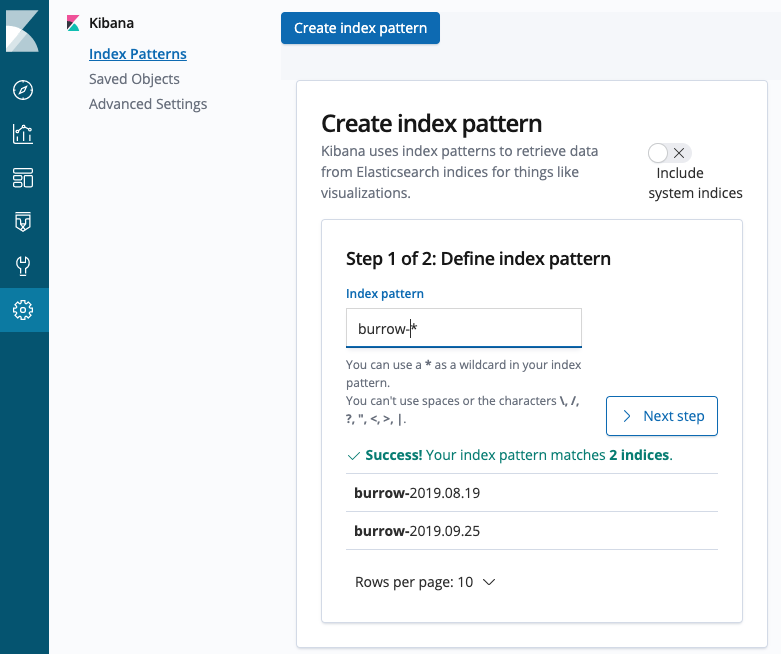 Kibana
Index Patterns
Saved Objects
Advanced Settings
Create index pattern
Create index pattern
Kibana uses index patterns to retrieve data
from Elasticsearch indices for things like
visualizations.
Include
system indices
Step 1 of 2: Define index pattern
Index pattern
burrow-*
You can use a * as a wildcard in your index
pattern.
You can't use spaces or the characters \, /,
?, ", <, >, |.
Next step
Success! Your index pattern matches 2 indices.
burrow-2019.08.19
burrow-2019.09.25
Rows per page: 10